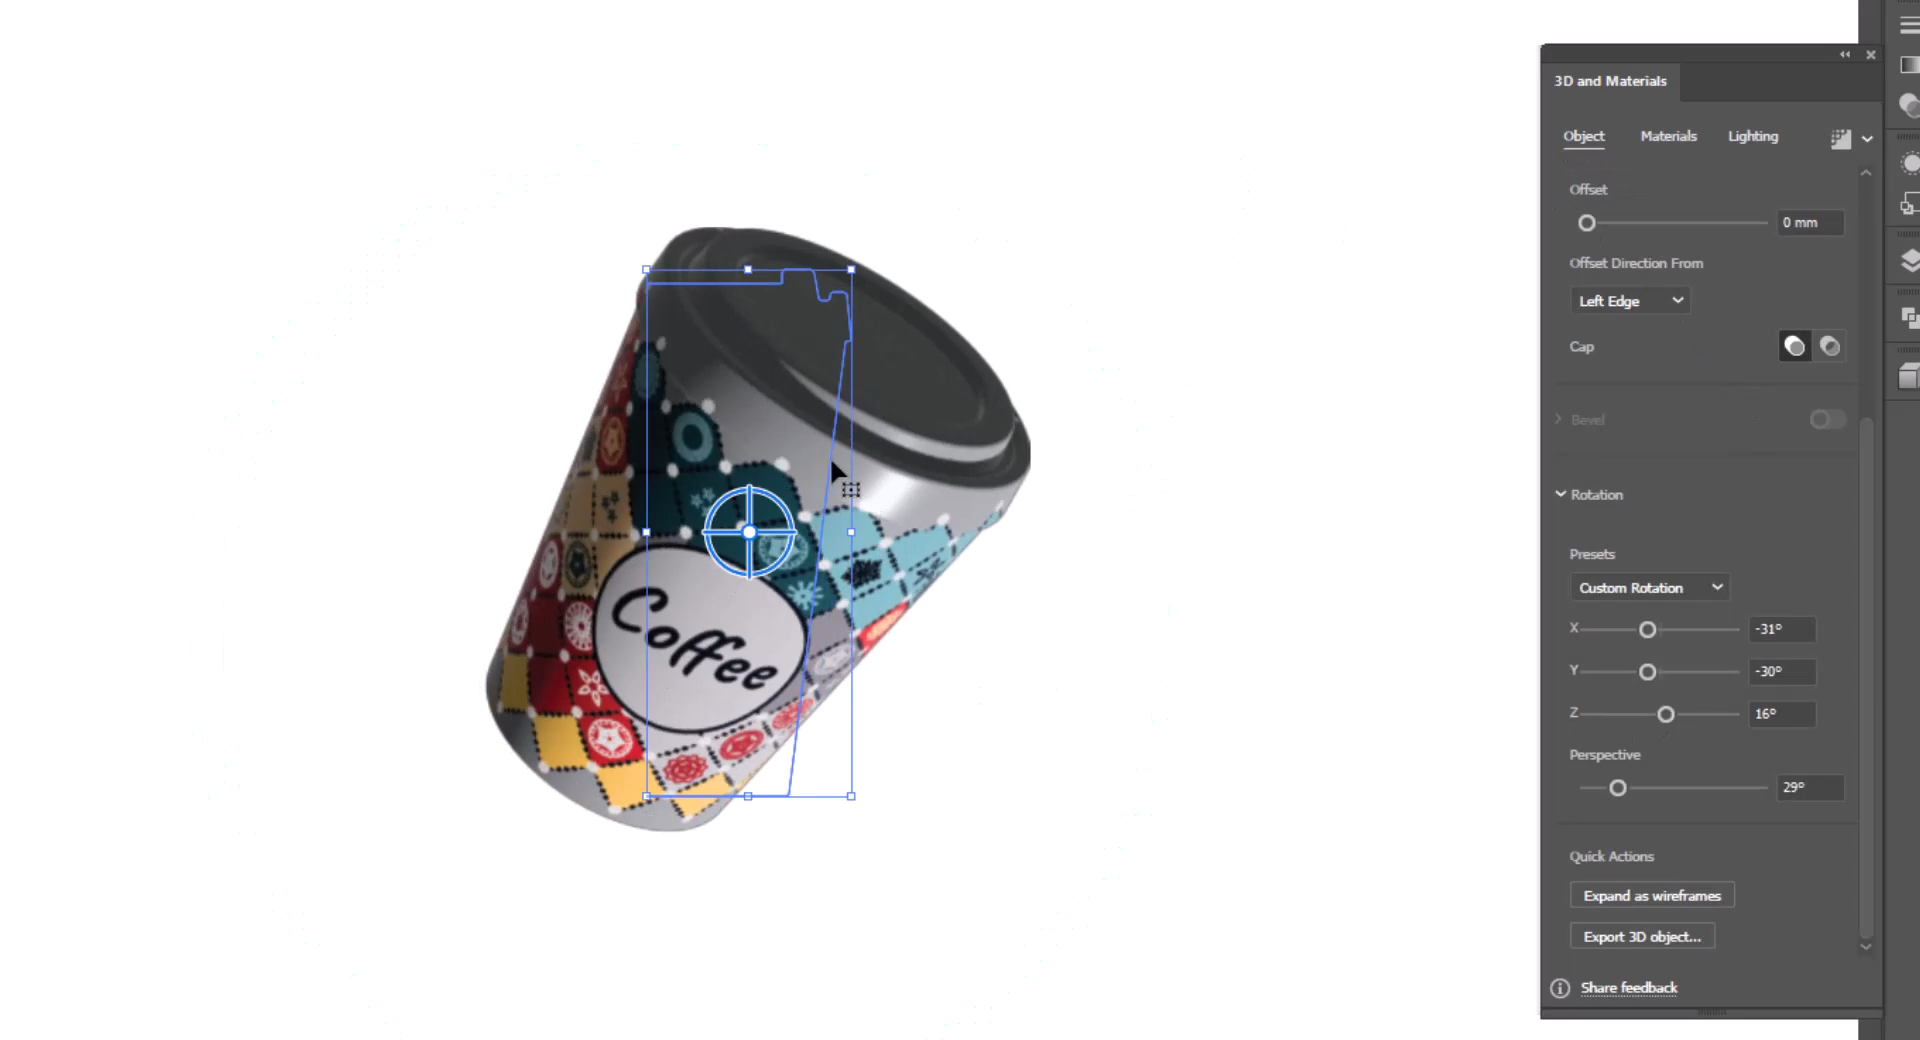 3D and Materials
Object Materials Lighting
Offset
0 mm
Offset Direction From
Left Edge
Cap
Bevel
Rotation
Presets
Custom Rotation
X -31°
Y -30°
Z 16°
Perspective
29°
Quick Actions
Expand as wireframes
Export 3D object...
Share feedback
Coffee